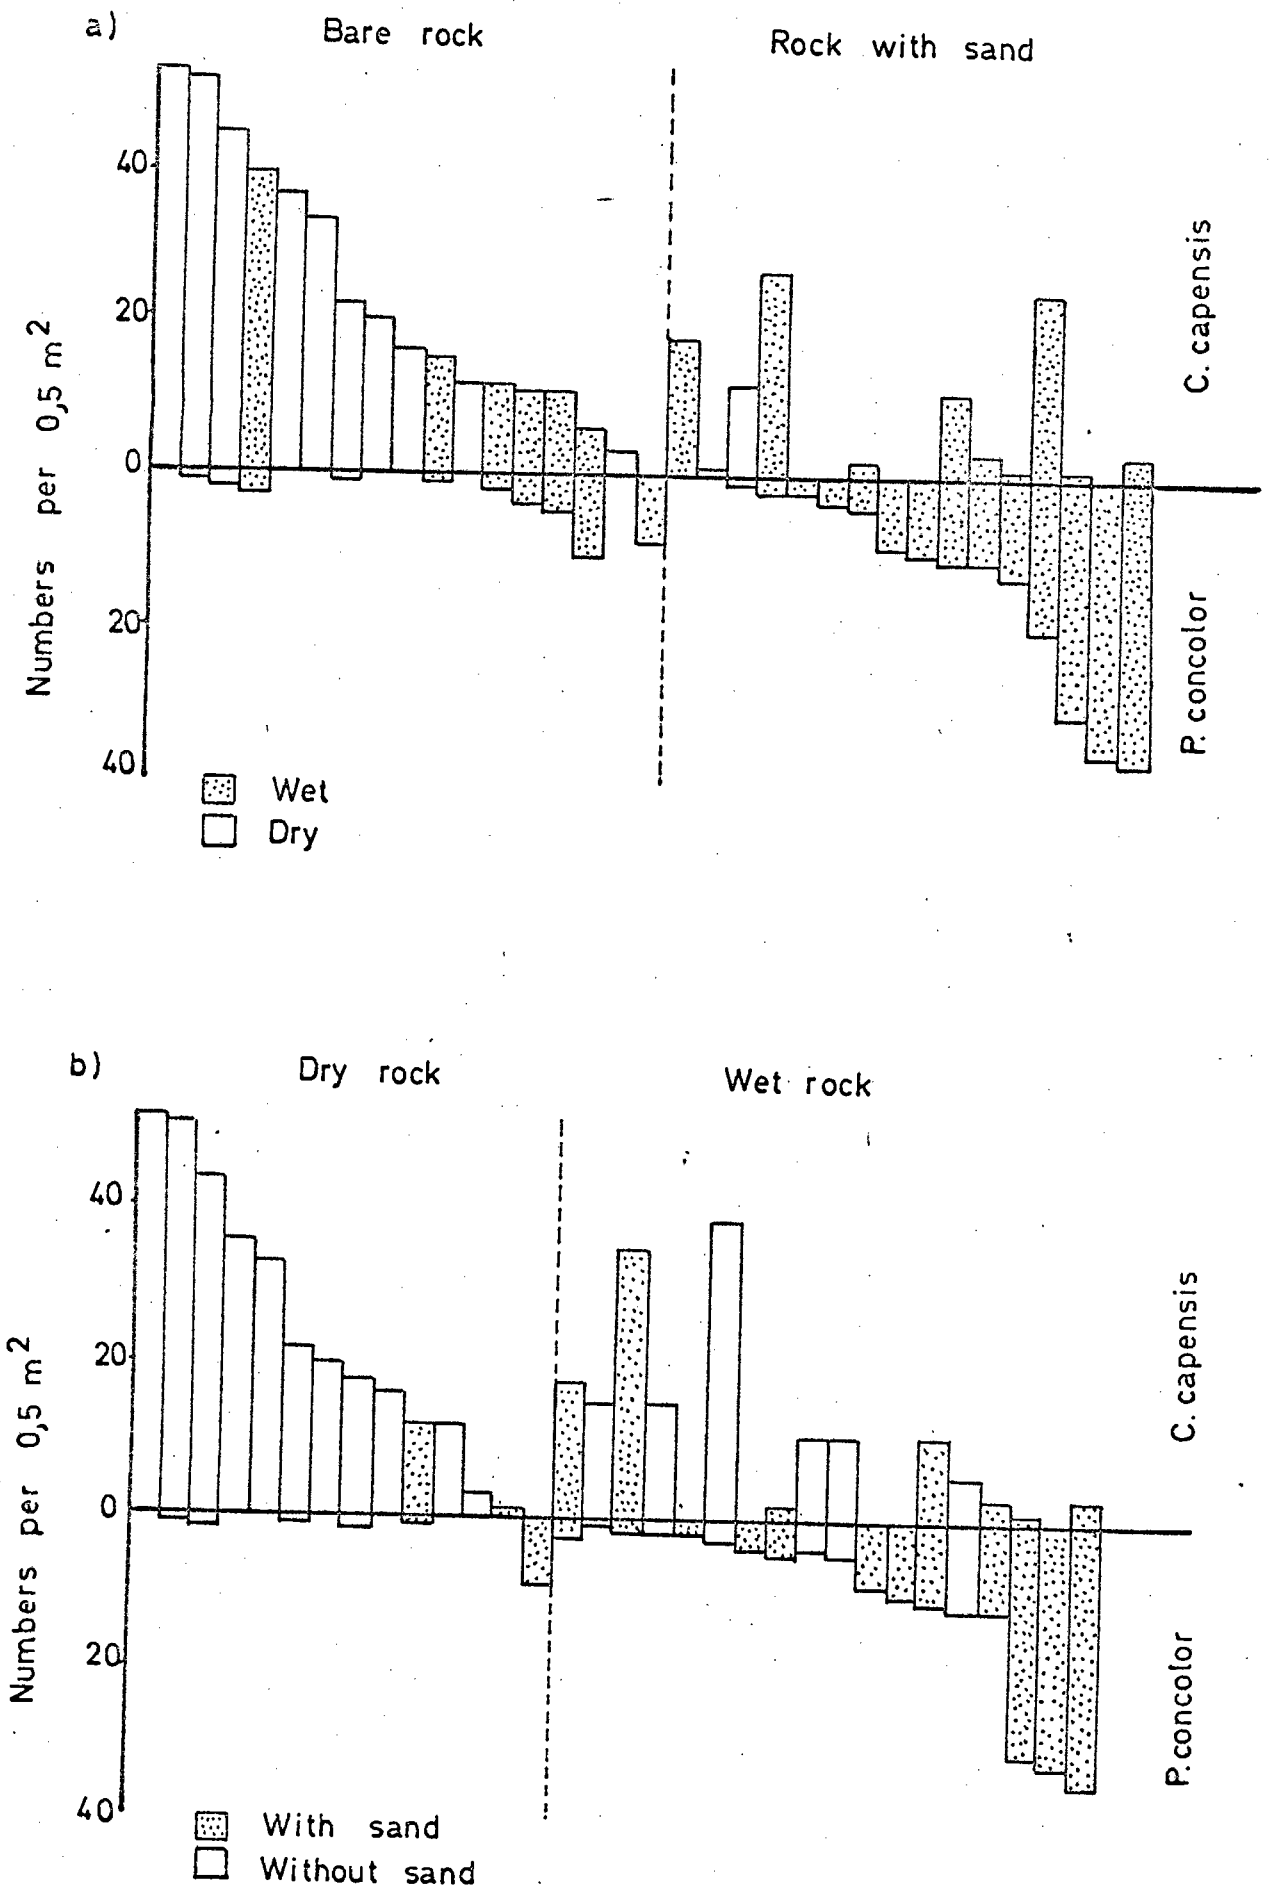 a)
Bare rock
Rock with sand
40
20
0
20
40
Numbers per 0,5 m²
C. capensis
P. concolor
Wet
Dry
b)
Dry rock
Wet rock
40
20
0
20
40
Numbers per 0,5 m²
C. capensis
P. concolor
With sand
Without sand